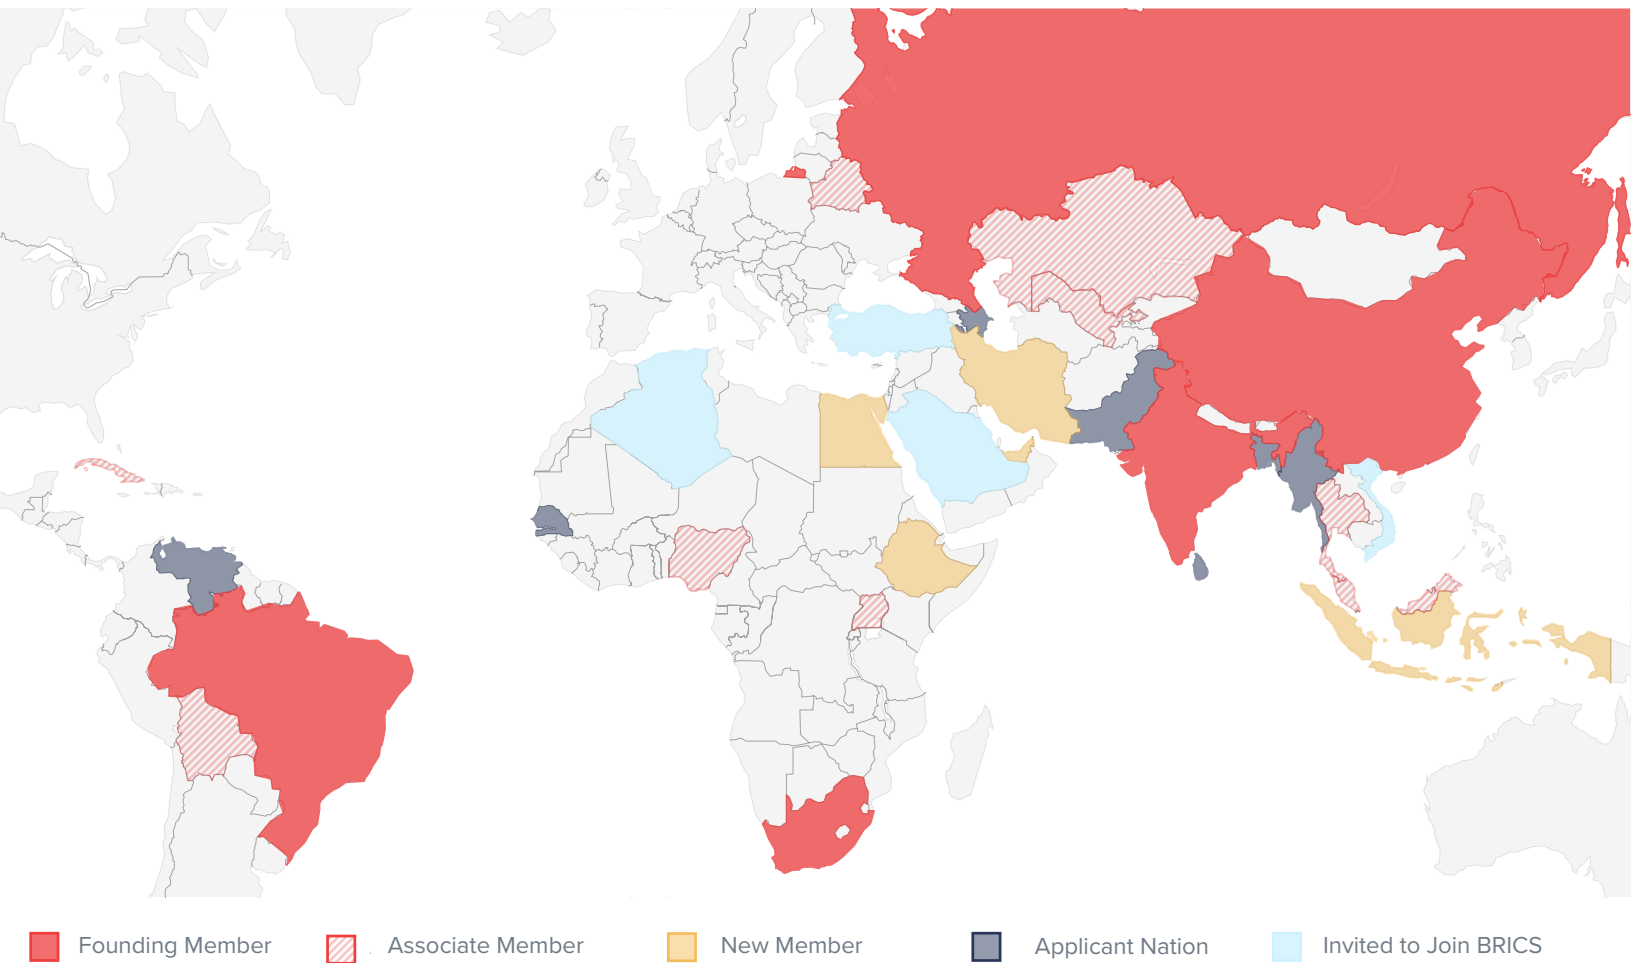 Founding Member
Associate Member
New Member
Applicant Nation
Invited to Join BRICS